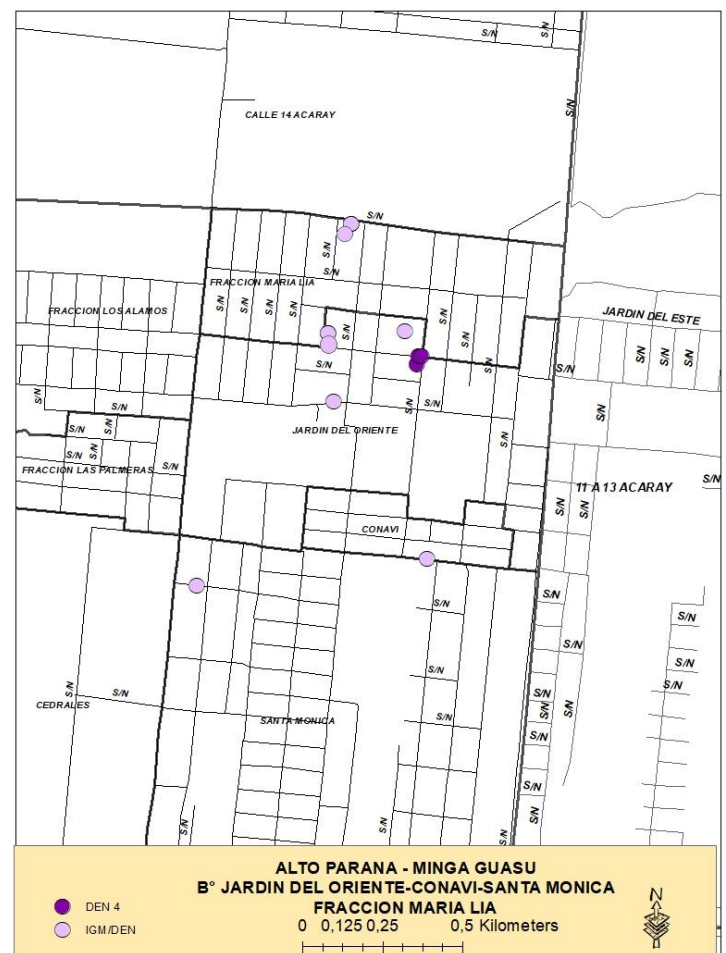 S/N
S/N
S/N
CALLE 14 ACARAY
S/N
S/N
S/N
FRACCION MARIA LIA
S/N
S/N
S/N
S/N
FRACCION LOS ALAMOS
S/N
S/N
S/N
JARDIN DEL ESTE
S/N
S/N
S/N
S/N
S/N
S/N
S/N
S/N
S/N
S/N
S/N
S/N
S/N
JARDIN DEL ORIENTE
S/N
S/N
S/N
FRACCION LAS PALMERAS
S/N
11 A 13 ACARAY
S/N
S/N
S/N
CONAVI
S/N
S/N
S/N
S/N
S/N
S/N
S/N
S/N
S/N
CEDRALES
S/N
S/N
S/N
SANTA MONICA
S/N
S/N
S/N
S/N
S/N
S/N
S/N
ALTO PARANA - MINGA GUASU
B° JARDIN DEL ORIENTE-CONAVI-SANTA MONICA
FRACCION MARIA LIA
DEN 4
IGM/DEN
0 0,125 0,25 0,5 Kilometers
N